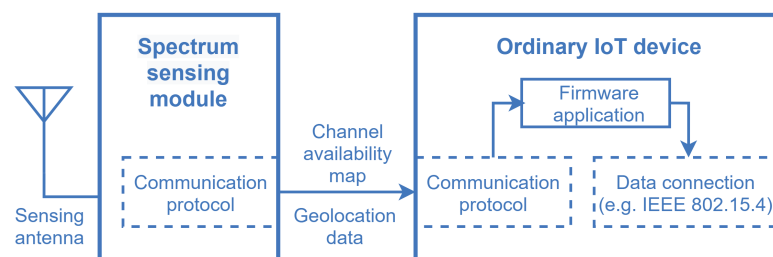 Spectrum
sensing
module
Ordinary IoT device
Firmware
application
Channel
availability
map
Communication
protocol
Communication
protocol
Data connection
(e.g. IEEE 802.15.4)
Sensing
antenna
Geolocation
data